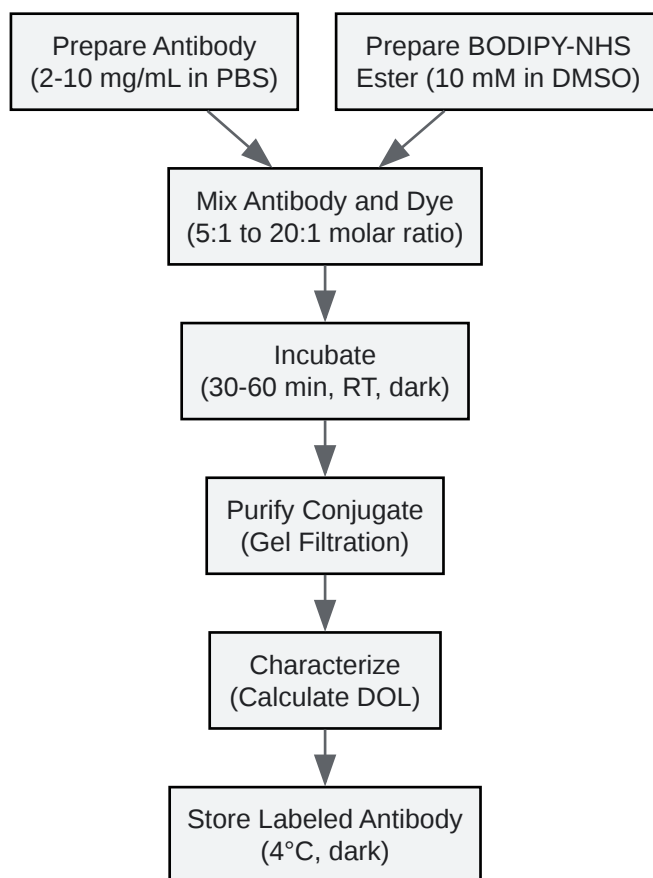 Prepare Antibody
(2-10 mg/mL in PBS)
Prepare BODIPY-NHS
Ester (10 mM in DMSO)
Mix Antibody and Dye
(5:1 to 20:1 molar ratio)
Incubate
(30-60 min, RT, dark)
Purify Conjugate
(Gel Filtration)
Characterize
(Calculate DOL)
Store Labeled Antibody
(4°C, dark)